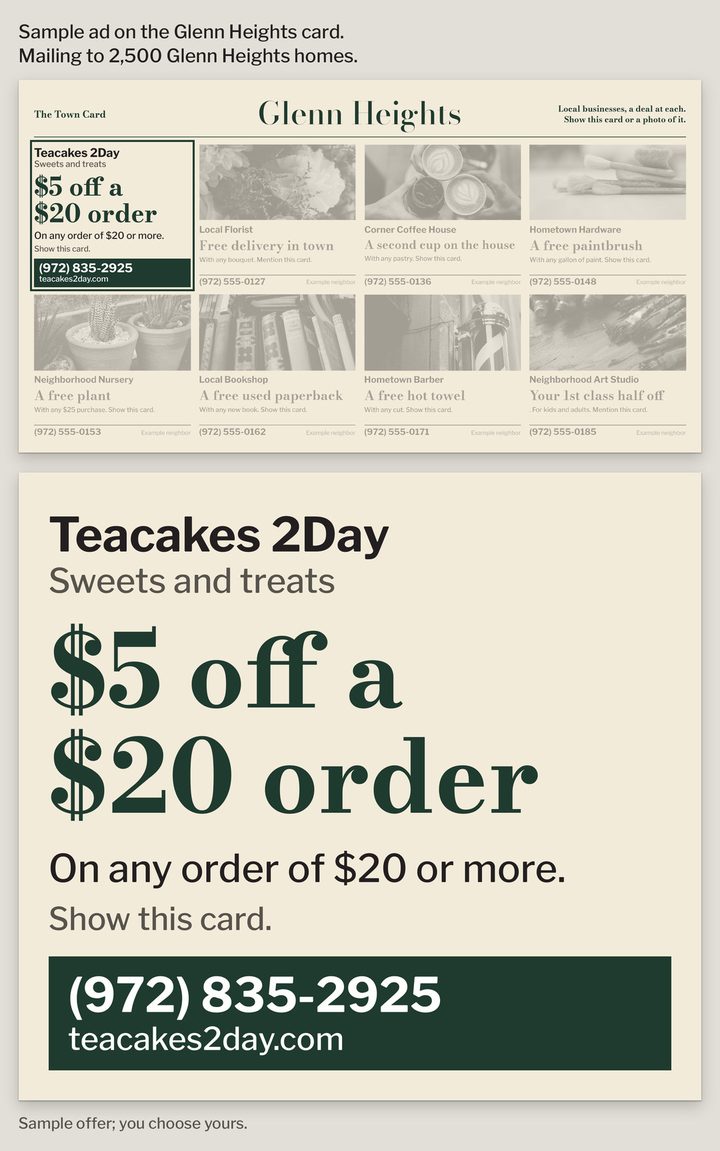 Sample ad on the Glenn Heights card.
Mailing to 2,500 Glenn Heights homes.
The Town Card
Glenn Heights
Local businesses, a deal at each.
Show this card or a photo of it.
Teacakes 2Day
Sweets and treats
$5 off a
$20 order
On any order of $20 or more.
Show this card.
(972) 835-2925
teacakes2day.com
Local Florist
Free delivery in town
With any bouquet. Mention this card.
(972) 555-0127
Example neighbor
Corner Coffee House
A second cup on the house
With any pastry. Show this card.
(972) 555-0136
Example neighbor
Hometown Hardware
A free paintbrush
With any gallon of paint. Show this card.
(972) 555-0148
Example neighbor
Neighborhood Nursery
A free plant
With any $25 purchase. Show this card.
(972) 555-0153
Example neighbor
Local Bookshop
A free used paperback
With any new book. Show this card.
(972) 555-0162
Example neighbor
Hometown Barber
A free hot towel
With any cut. Show this card.
(972) 555-0171
Example neighbor
Neighborhood Art Studio
Your 1st class half off
For kids and adults. Mention this card.
(972) 555-0185
Example neighbor
Teacakes 2Day
Sweets and treats
$5 off a
$20 order
On any order of $20 or more.
Show this card.
(972) 835-2925
teacakes2day.com
Sample offer; you choose yours.